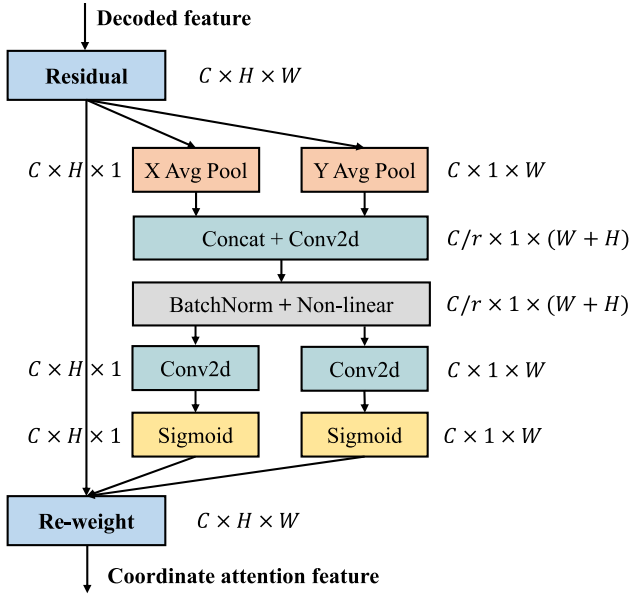 Decoded feature
Residual
C × H × W
C × H × 1
X Avg Pool
Y Avg Pool
C × 1 × W
Concat + Conv2d
C/r × 1 × (W + H)
BatchNorm + Non-linear
C/r × 1 × (W + H)
C × H × 1
Conv2d
Conv2d
C × 1 × W
C × H × 1
Sigmoid
Sigmoid
C × 1 × W
Re-weight
C × H × W
Coordinate attention feature